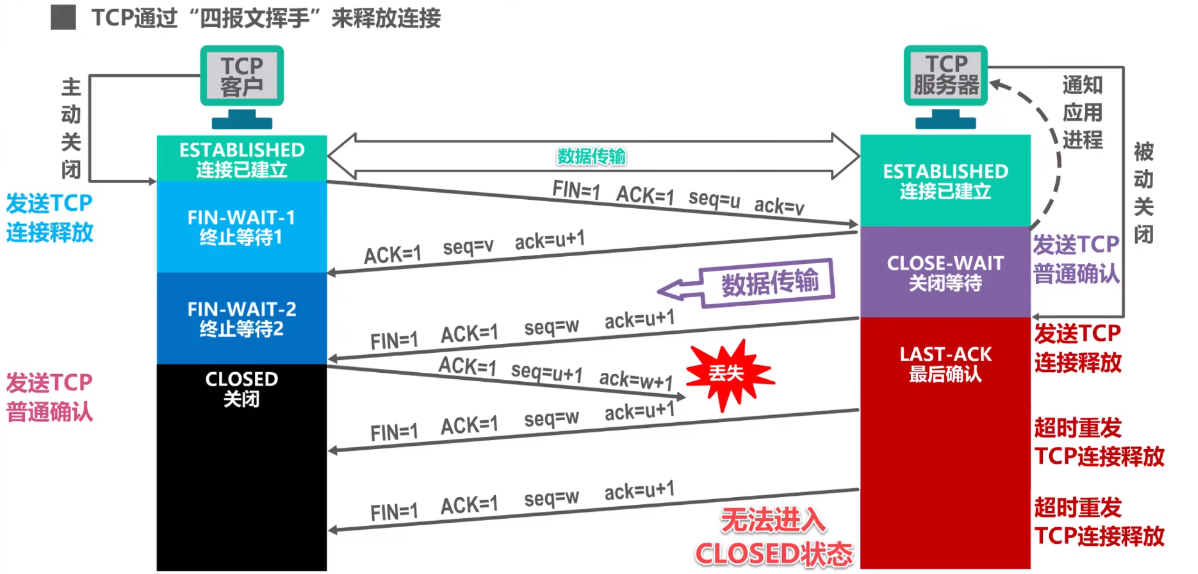 TCP通过“四报文挥手”来释放连接
TCP
客户
TCP
服务器
主动关闭
通知
应用
进程
被动关闭
ESTABLISHED
连接已建立
数据传输
ESTABLISHED
连接已建立
FIN=1 ACK=1 seq=u ack=v
发送TCP
连接释放
FIN-WAIT-1
终止等待1
ACK=1 seq=v ack=u+1
CLOSE-WAIT
关闭等待
发送TCP
普通确认
数据传输
FIN-WAIT-2
终止等待2
FIN=1 ACK=1 seq=w ack=u+1
发送TCP
连接释放
LAST-ACK
最后确认
ACK=1 seq=u+1 ack=w+1
丢失
CLOSED
关闭
发送TCP
普通确认
FIN=1 ACK=1 seq=w ack=u+1
超时重发
TCP连接释放
FIN=1 ACK=1 seq=w ack=u+1
超时重发
TCP连接释放
无法进入
CLOSED状态